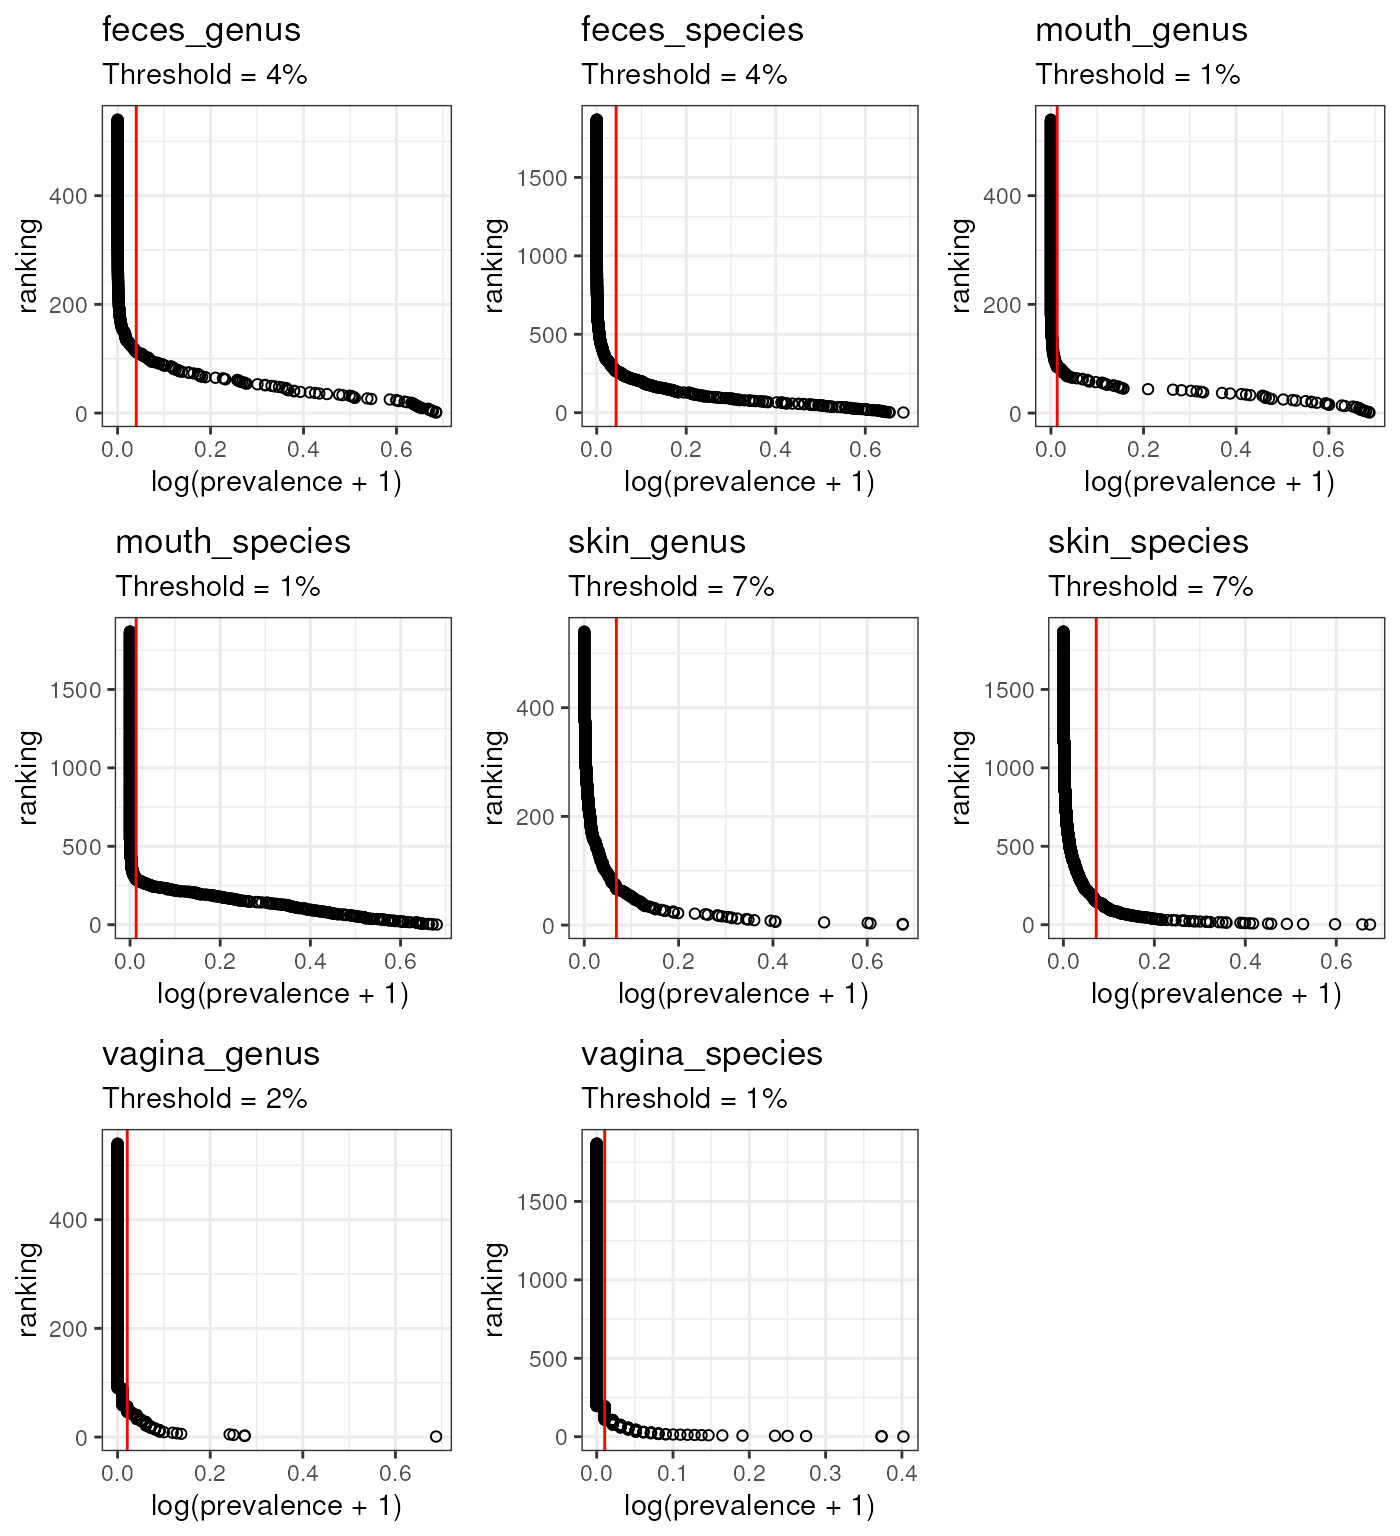 feces_genus
Threshold = 4%
ranking
400
200
0
0.0 0.2 0.4 0.6
log(prevalence + 1)
feces_species
Threshold = 4%
ranking
1500
1000
500
0
0.0 0.2 0.4 0.6
log(prevalence + 1)
mouth_genus
Threshold = 1%
ranking
400
200
0
0.0 0.2 0.4 0.6
log(prevalence + 1)
mouth_species
Threshold = 1%
ranking
1500
1000
500
0
0.0 0.2 0.4 0.6
log(prevalence + 1)
skin_genus
Threshold = 7%
ranking
400
200
0
0.0 0.2 0.4 0.6
log(prevalence + 1)
skin_species
Threshold = 7%
ranking
1500
1000
500
0
0.0 0.2 0.4 0.6
log(prevalence + 1)
vagina_genus
Threshold = 2%
ranking
400
200
0
0.0 0.2 0.4 0.6
log(prevalence + 1)
vagina_species
Threshold = 1%
ranking
1500
1000
500
0
0.0 0.1 0.2 0.3 0.4
log(prevalence + 1)